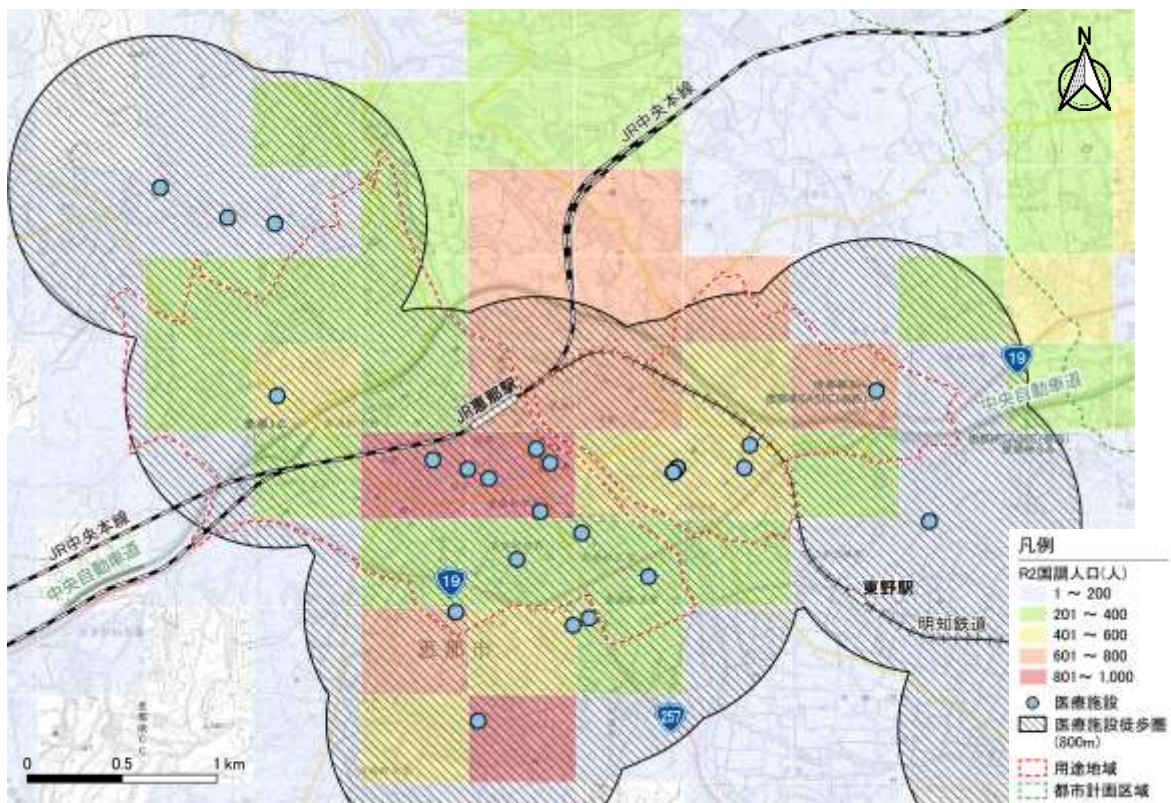 N
JR中央本線
19
中央自動車道
JR恵那駅
JR中央本線
中央自動車道
19
恵那市
東野駅
明知鉄道
257
0 0.5 1 km
凡例
R2国調人口(人)
1 ～ 200
201 ～ 400
401 ～ 600
601 ～ 800
801～ 1,000
医療施設
医療施設徒歩圏
(800m)
用途地域
都市計画区域